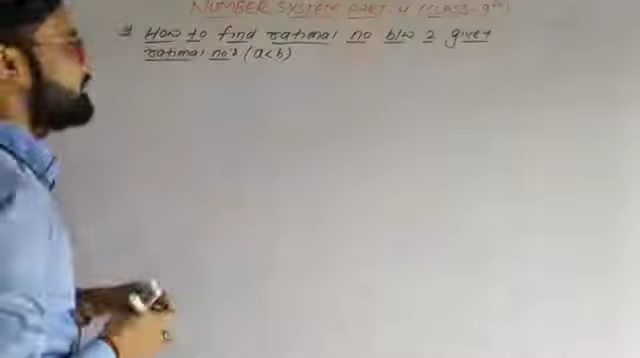 NUMBER SYSTEM PART-4 (CLASS-9th)
# How to find rational no b/w 2 given
rational no's (a<b)